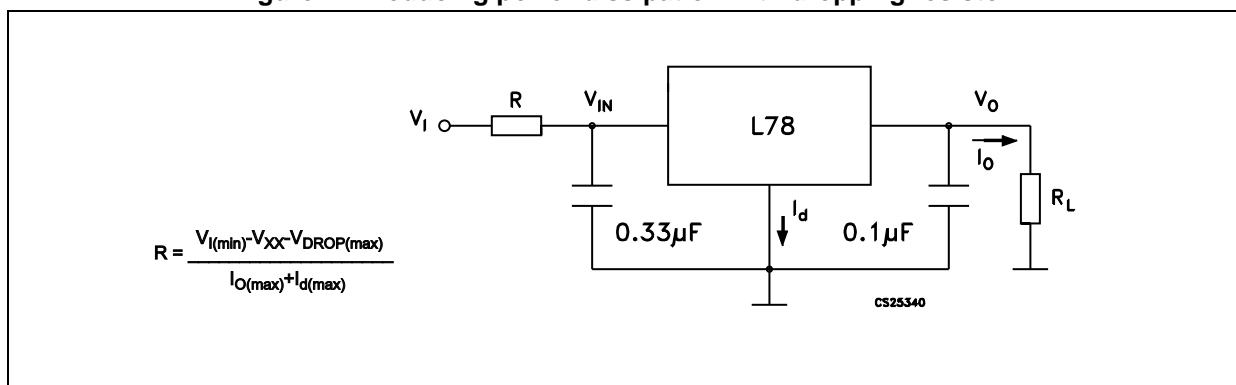 R
V_IN
V_O
V_I
L78
I_O
R_L
I_d
0.33µF
0.1µF
R = V_I(min)-V_XX-V_DROP(max)
I_O(max)+I_d(max)
CS25340